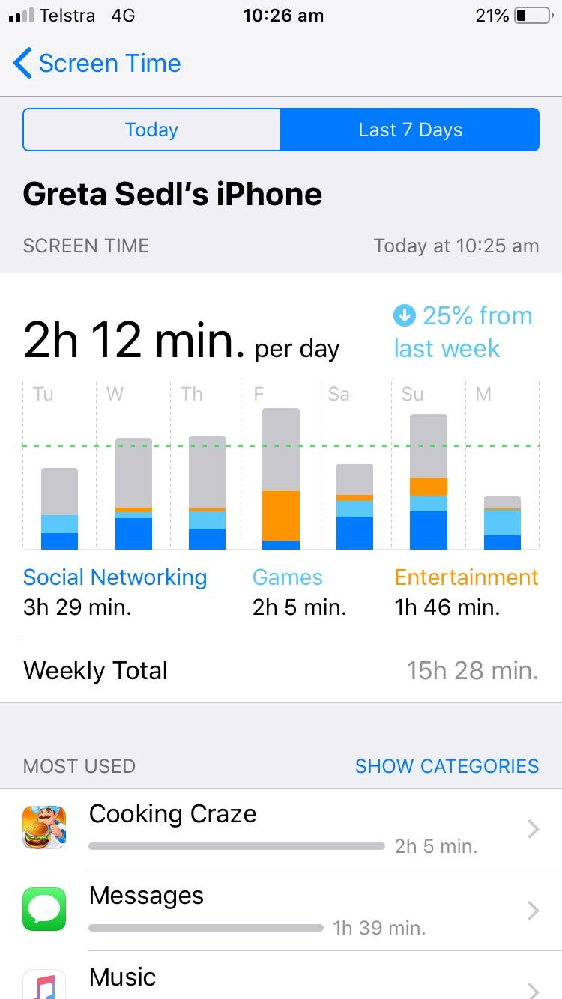 Telstra 4G 10:26 am 21%
Screen Time
Today Last 7 Days
Greta Sedl’s iPhone
SCREEN TIME Today at 10:25 am
2h 12 min. per day 25% from
last week
Tu W Th F Sa Su M
Social Networking Games Entertainment
3h 29 min. 2h 5 min. 1h 46 min.
Weekly Total 15h 28 min.
MOST USED SHOW CATEGORIES
Cooking Craze
2h 5 min.
Messages
1h 39 min.
Music